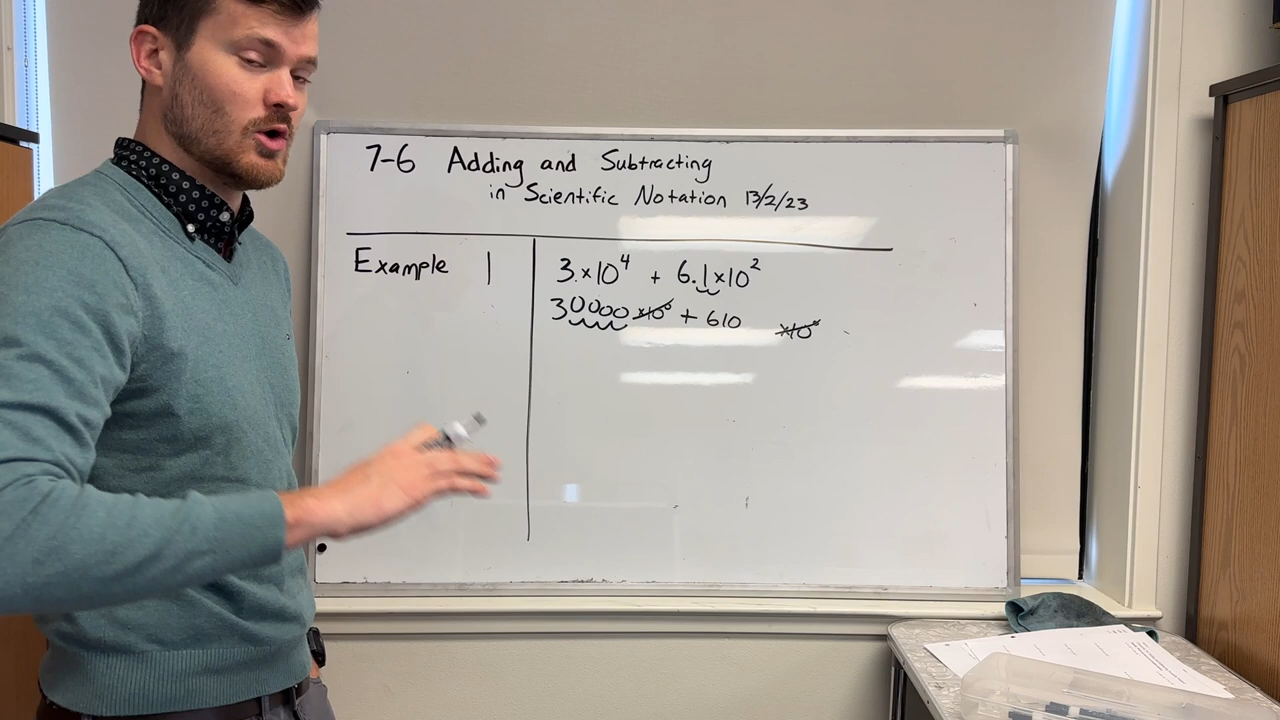 7-6 Adding and Subtracting
in Scientific Notation 13/2/23
Example 1
3.×10⁴ + 6.1×10²
30000 ×10⁰ + 610 ×10⁰